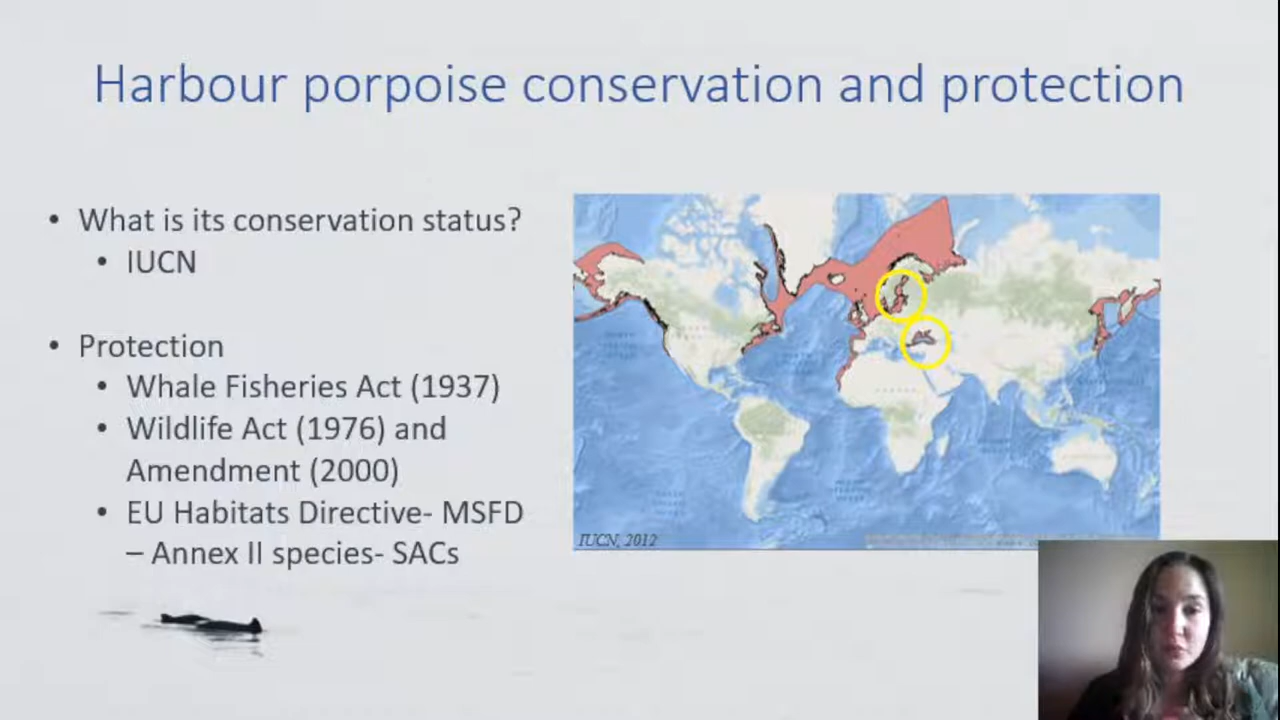 Harbour porpoise conservation and protection
• What is its conservation status?
• IUCN
• Protection
• Whale Fisheries Act (1937)
• Wildlife Act (1976) and
Amendment (2000)
• EU Habitats Directive- MSFD
– Annex II species- SACs
IUCN, 2012